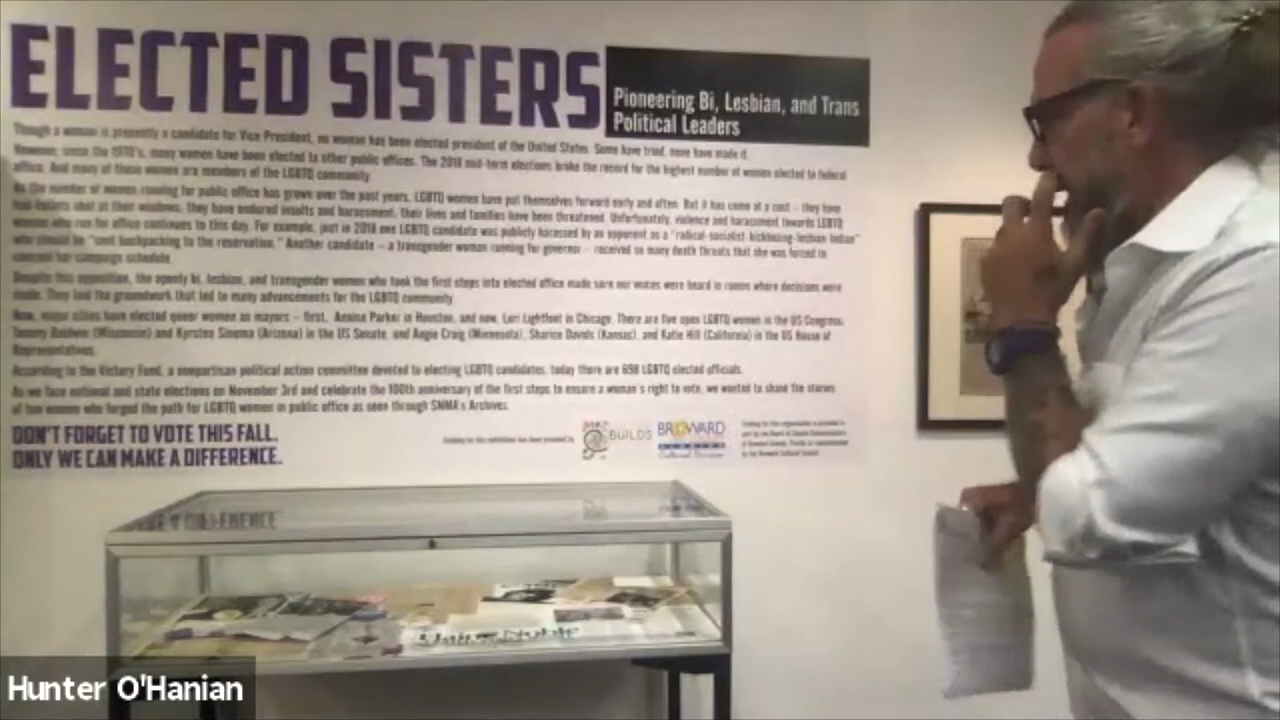 ELECTED SISTERS
Pioneering Bi, Lesbian, and Trans
Political Leaders
Though a woman is presently a candidate for Vice President, no woman has been elected president of the United States. Some have tried, none have made it.
However, since the 1970's, many women have been elected to other public offices. The 2018 mid-term elections broke the record for the highest number of women elected to federal
office. And many of those women are members of the LGBTQ community.
As the number of women running for public office has grown over the past years, LGBTQ women have put themselves forward early and often. But it has come at a cost – they have
had bullets shot at their windows, they have endured insults and harassment, their lives and families have been threatened. Unfortunately, violence and harassment towards LGBTQ
women who run for office continues to this day. For example, just in 2018 one LGBTQ candidate was publicly harassed by an opponent as a "radical-socialist kickboxing-lesbian-Indian"
who should be "sent backpacking to the reservation." Another candidate – a transgender woman running for governor – received so many death threats that she was forced to
her campaign schedule.
Despite this opposition, the openly bi, lesbian, and transgender women who took the first steps into elected office made sure our voices were heard in rooms where decisions were
made. They laid the groundwork that led to many advancements for the LGBTQ community.
Now, major cities have elected queer women as mayors – first, Annise Parker in Houston, and now, Lori Lightfoot in Chicago. There are five open LGBTQ women in the US Congress:
Tammy Baldwin (Wisconsin) and Kyrsten Sinema (Arizona) in the US Senate, and Angie Craig (Minnesota), Sharice Davids (Kansas), and Katie Hill (California) in the US House of
Representatives.
According to the Victory Fund, a nonpartisan political action committee devoted to electing LGBTQ candidates, today there are 698 LGBTQ elected officials.
As we face national and state elections on November 3rd and celebrate the 100th anniversary of the first steps to ensure a woman's right to vote, we wanted to share the stories
of ten women who forged the path for LGBTQ women in public office as seen through SNMA's Archives.
DON'T FORGET TO VOTE THIS FALL.
ONLY WE CAN MAKE A DIFFERENCE.
Funding for this exhibition has been provided by
BUILDS
BROWARD
COUNTY
Cultural Division
Hunter O'Hanian